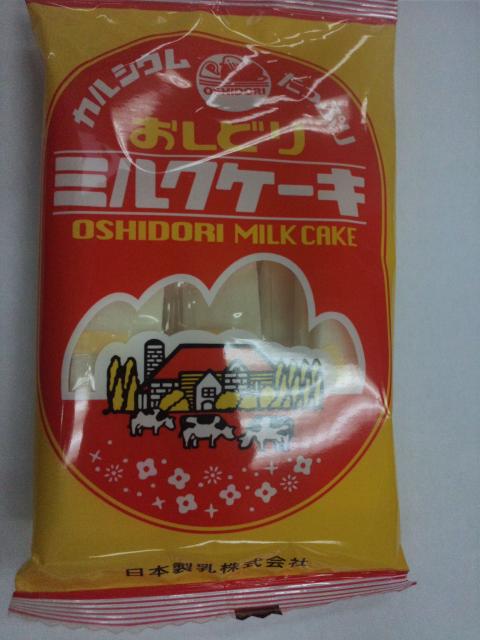 カルシウム たっぷり
OSHIDORI
おしどり
ミルクケーキ
OSHIDORI MILK CAKE
日本製乳株式会社